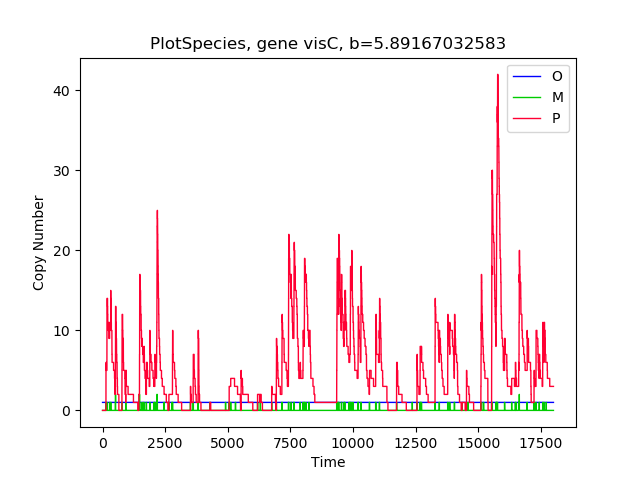 PlotSpecies, gene visC, b=5.89167032583
O
M
P
40
30
20
10
0
Copy Number
0 2500 5000 7500 10000 12500 15000 17500
Time